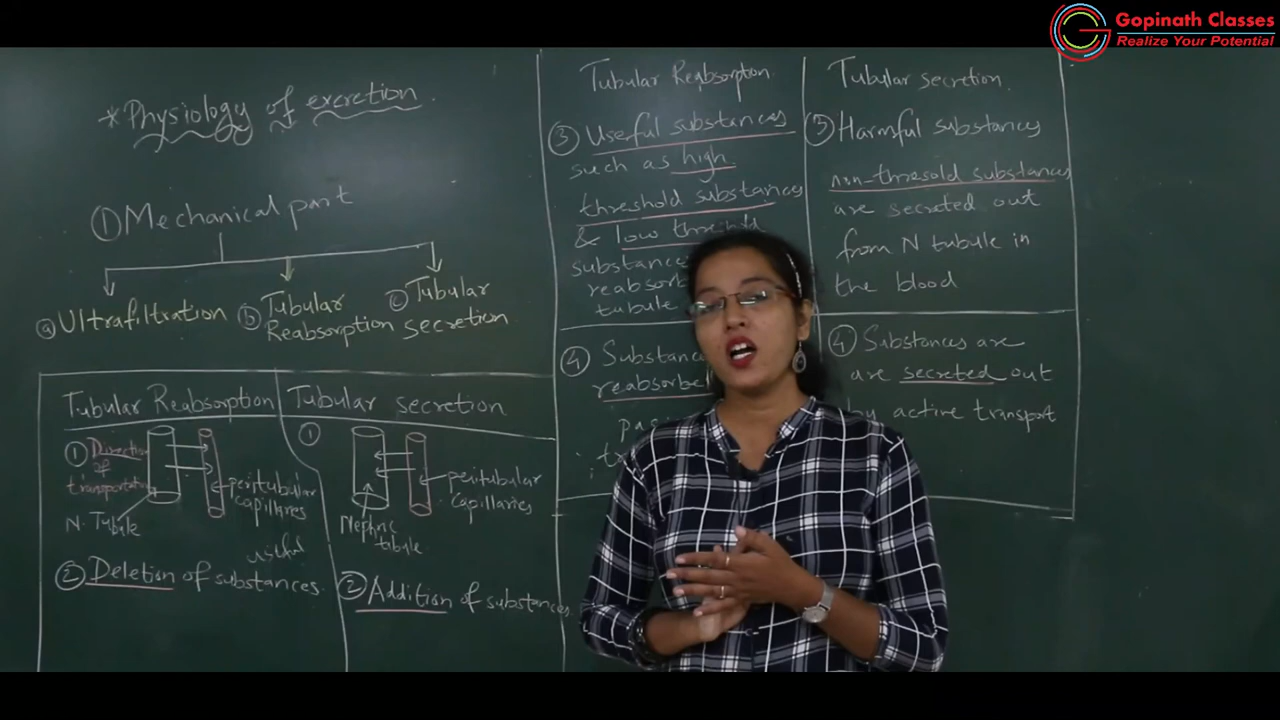 Gopinath Classes
Realize Your Potential
*Physiology of excretion.
① Mechanical part
ⓐ Ultrafiltration
ⓑ Tubular
Reabsorption
ⓒ Tubular
secretion
Tubular Reabsorption
① Direction
of
transportation
N. Tubule
peritubular
capillaries
useful
② Deletion of substances.
Tubular secretion
①
peritubular
capillaries
Nephric
tubule
② Addition of substances
Tubular Reabsorption
③ Useful substances
such as high
threshold substances
& low
substance
reabsorb
tubule
④ Substanc
reabsorbe
pas
Tubular secretion
③ Harmful substances
non-thresold substances
are secreted out
from N tubule in
the blood
④ Substances are
are secreted out
by active transport